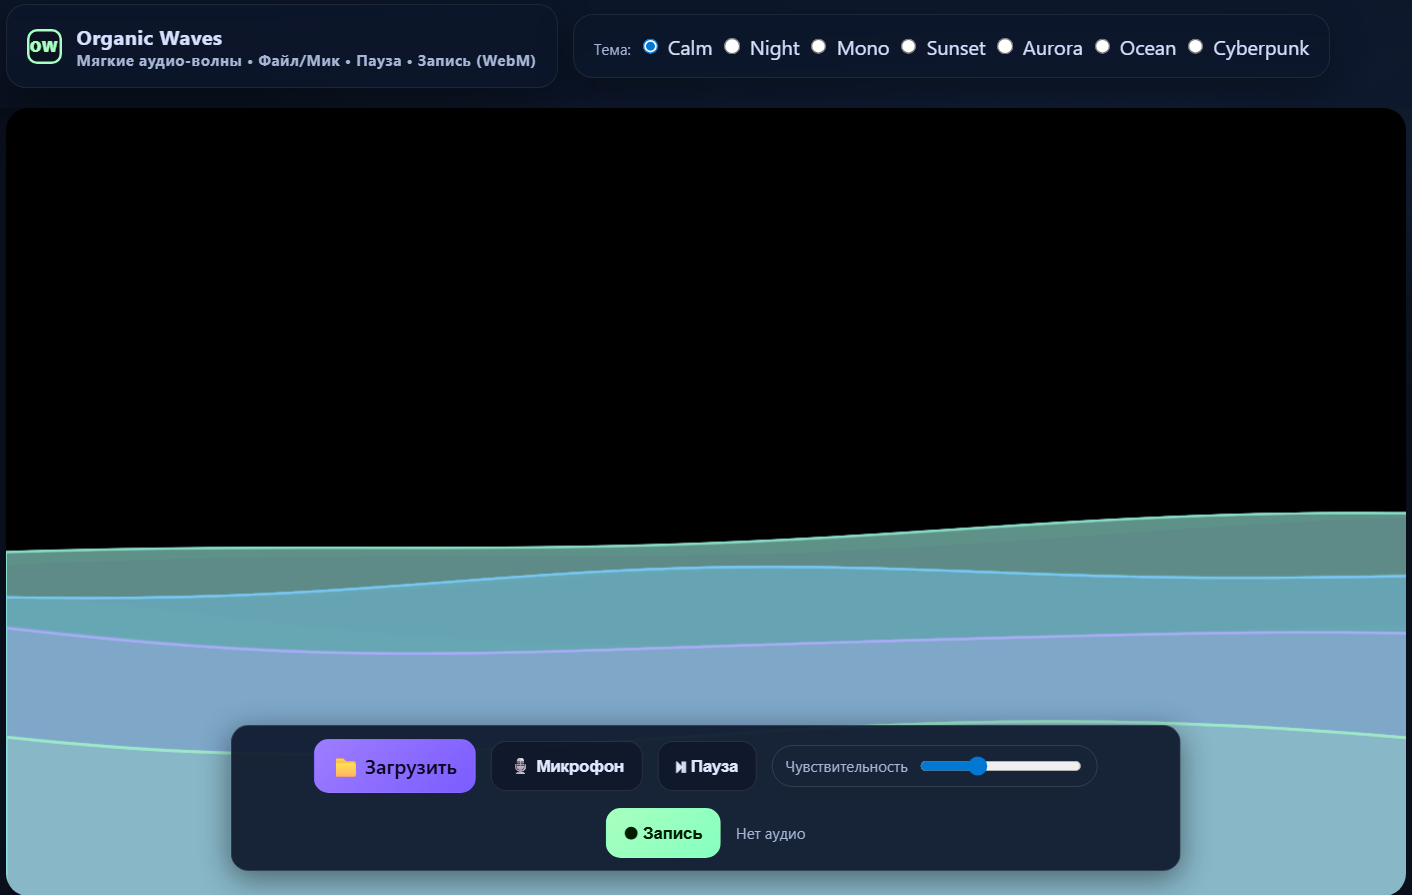 OW
Organic Waves
Мягкие аудио-волны • Файл/Мик • Пауза • Запись (WebM)
Тема: Calm Night Mono Sunset Aurora Ocean Cyberpunk
Загрузить Микрофон Пауза Чувствительность
Запись Нет аудио